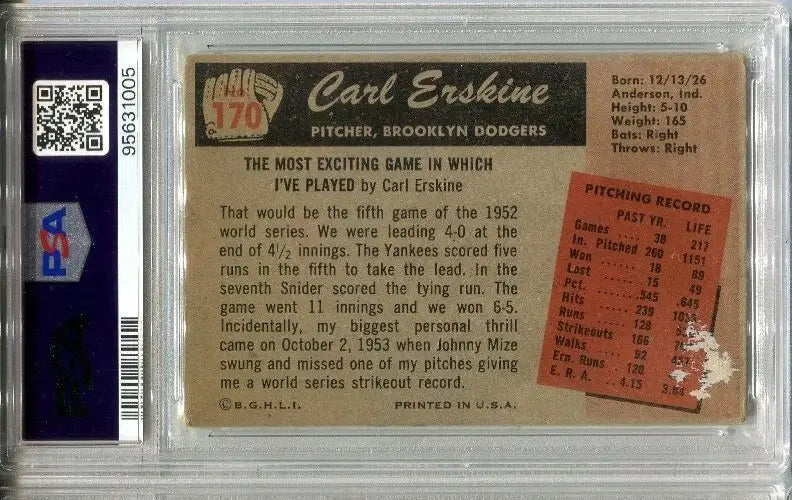 95631005
PSA
PSA
NO.
170
Carl Erskine
PITCHER, BROOKLYN DODGERS
Born: 12/13/26
Anderson, Ind.
Height: 5-10
Weight: 165
Bats: Right
Throws: Right
THE MOST EXCITING GAME IN WHICH
I'VE PLAYED by Carl Erskine
That would be the fifth game of the 1952
world series. We were leading 4-0 at the
end of 4½ innings. The Yankees scored five
runs in the fifth to take the lead. In the
seventh Snider scored the tying run. The
game went 11 innings and we won 6-5.
Incidentally, my biggest personal thrill
came on October 2, 1953 when Johnny Mize
swung and missed one of my pitches giving
me a world series strikeout record.
©B.G.H.L.I. PRINTED IN U.S.A.
PITCHING RECORD
PAST YR. LIFE
Games .... 38 217
In. Pitched 260 1151
Won ...... 18 89
Lost ...... 15 49
Pct. ..... .545 .645
Hits ..... 239
Runs ..... 128
Strikeouts 166
Walks .... 92
Ern. Runs 120
E. R. A. .. 4.15